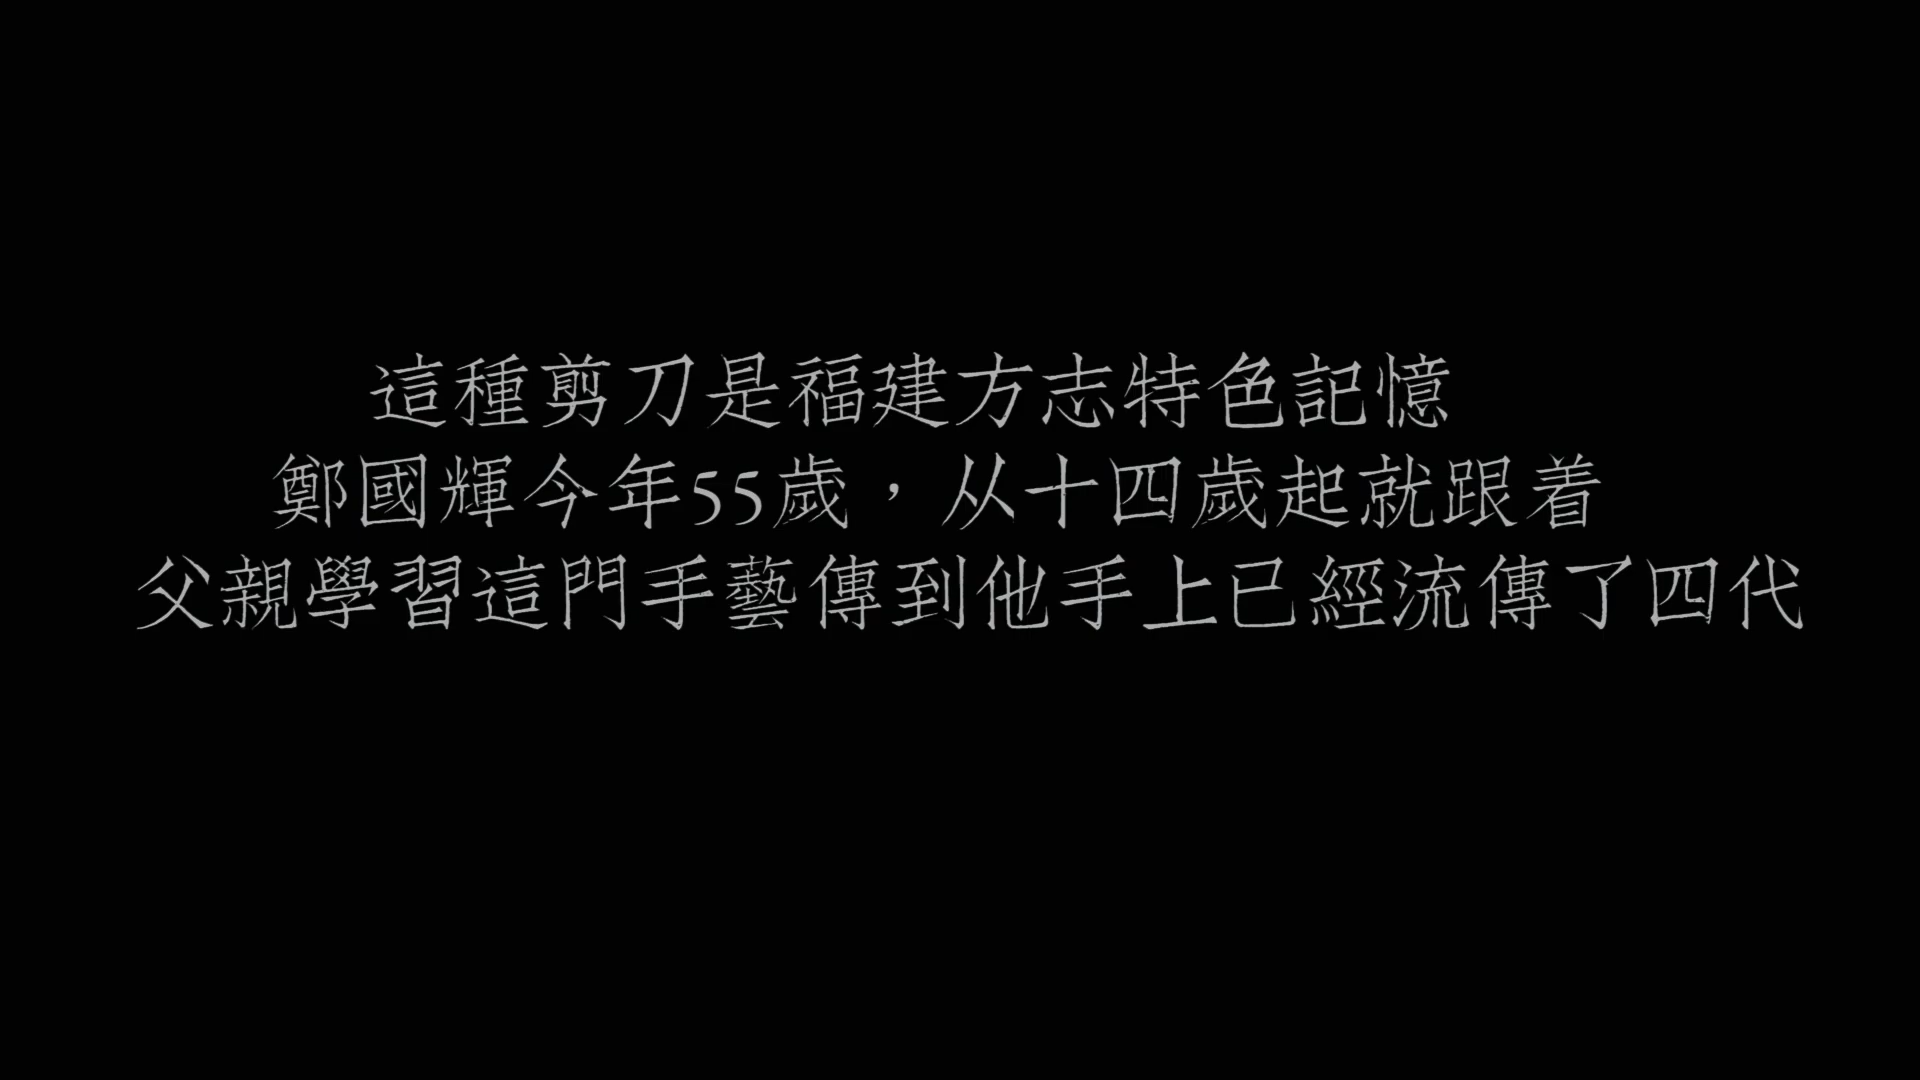 這種剪刀是福建方志特色記憶
鄭國輝今年55歲，从十四歲起就跟着
父親學習這門手藝傳到他手上已經流傳了四代